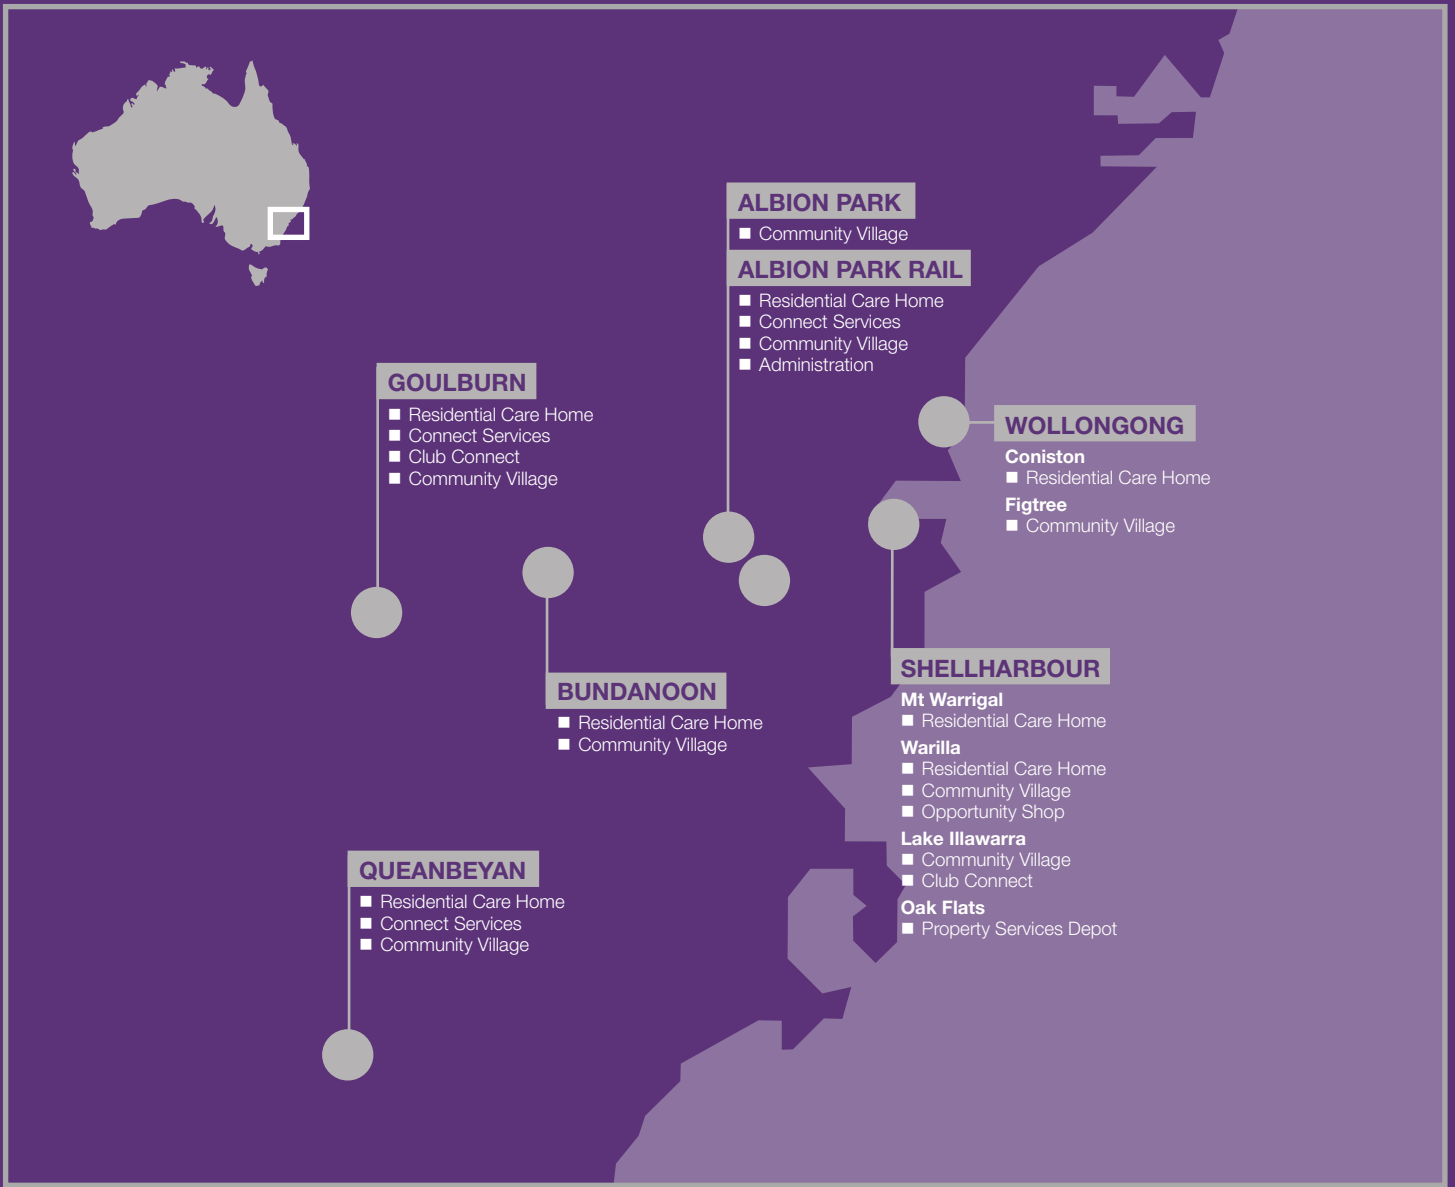 ALBION PARK
Community Village
ALBION PARK RAIL
Residential Care Home
Connect Services
Community Village
Administration
GOULBURN
Residential Care Home
Connect Services
Club Connect
Community Village
WOLLONGONG
Coniston
Residential Care Home
Figtree
Community Village
BUNDANOON
Residential Care Home
Community Village
SHELLHARBOUR
Mt Warrigal
Residential Care Home
Warilla
Residential Care Home
Community Village
Opportunity Shop
Lake Illawarra
Community Village
Club Connect
Oak Flats
Property Services Depot
QUEANBEYAN
Residential Care Home
Connect Services
Community Village